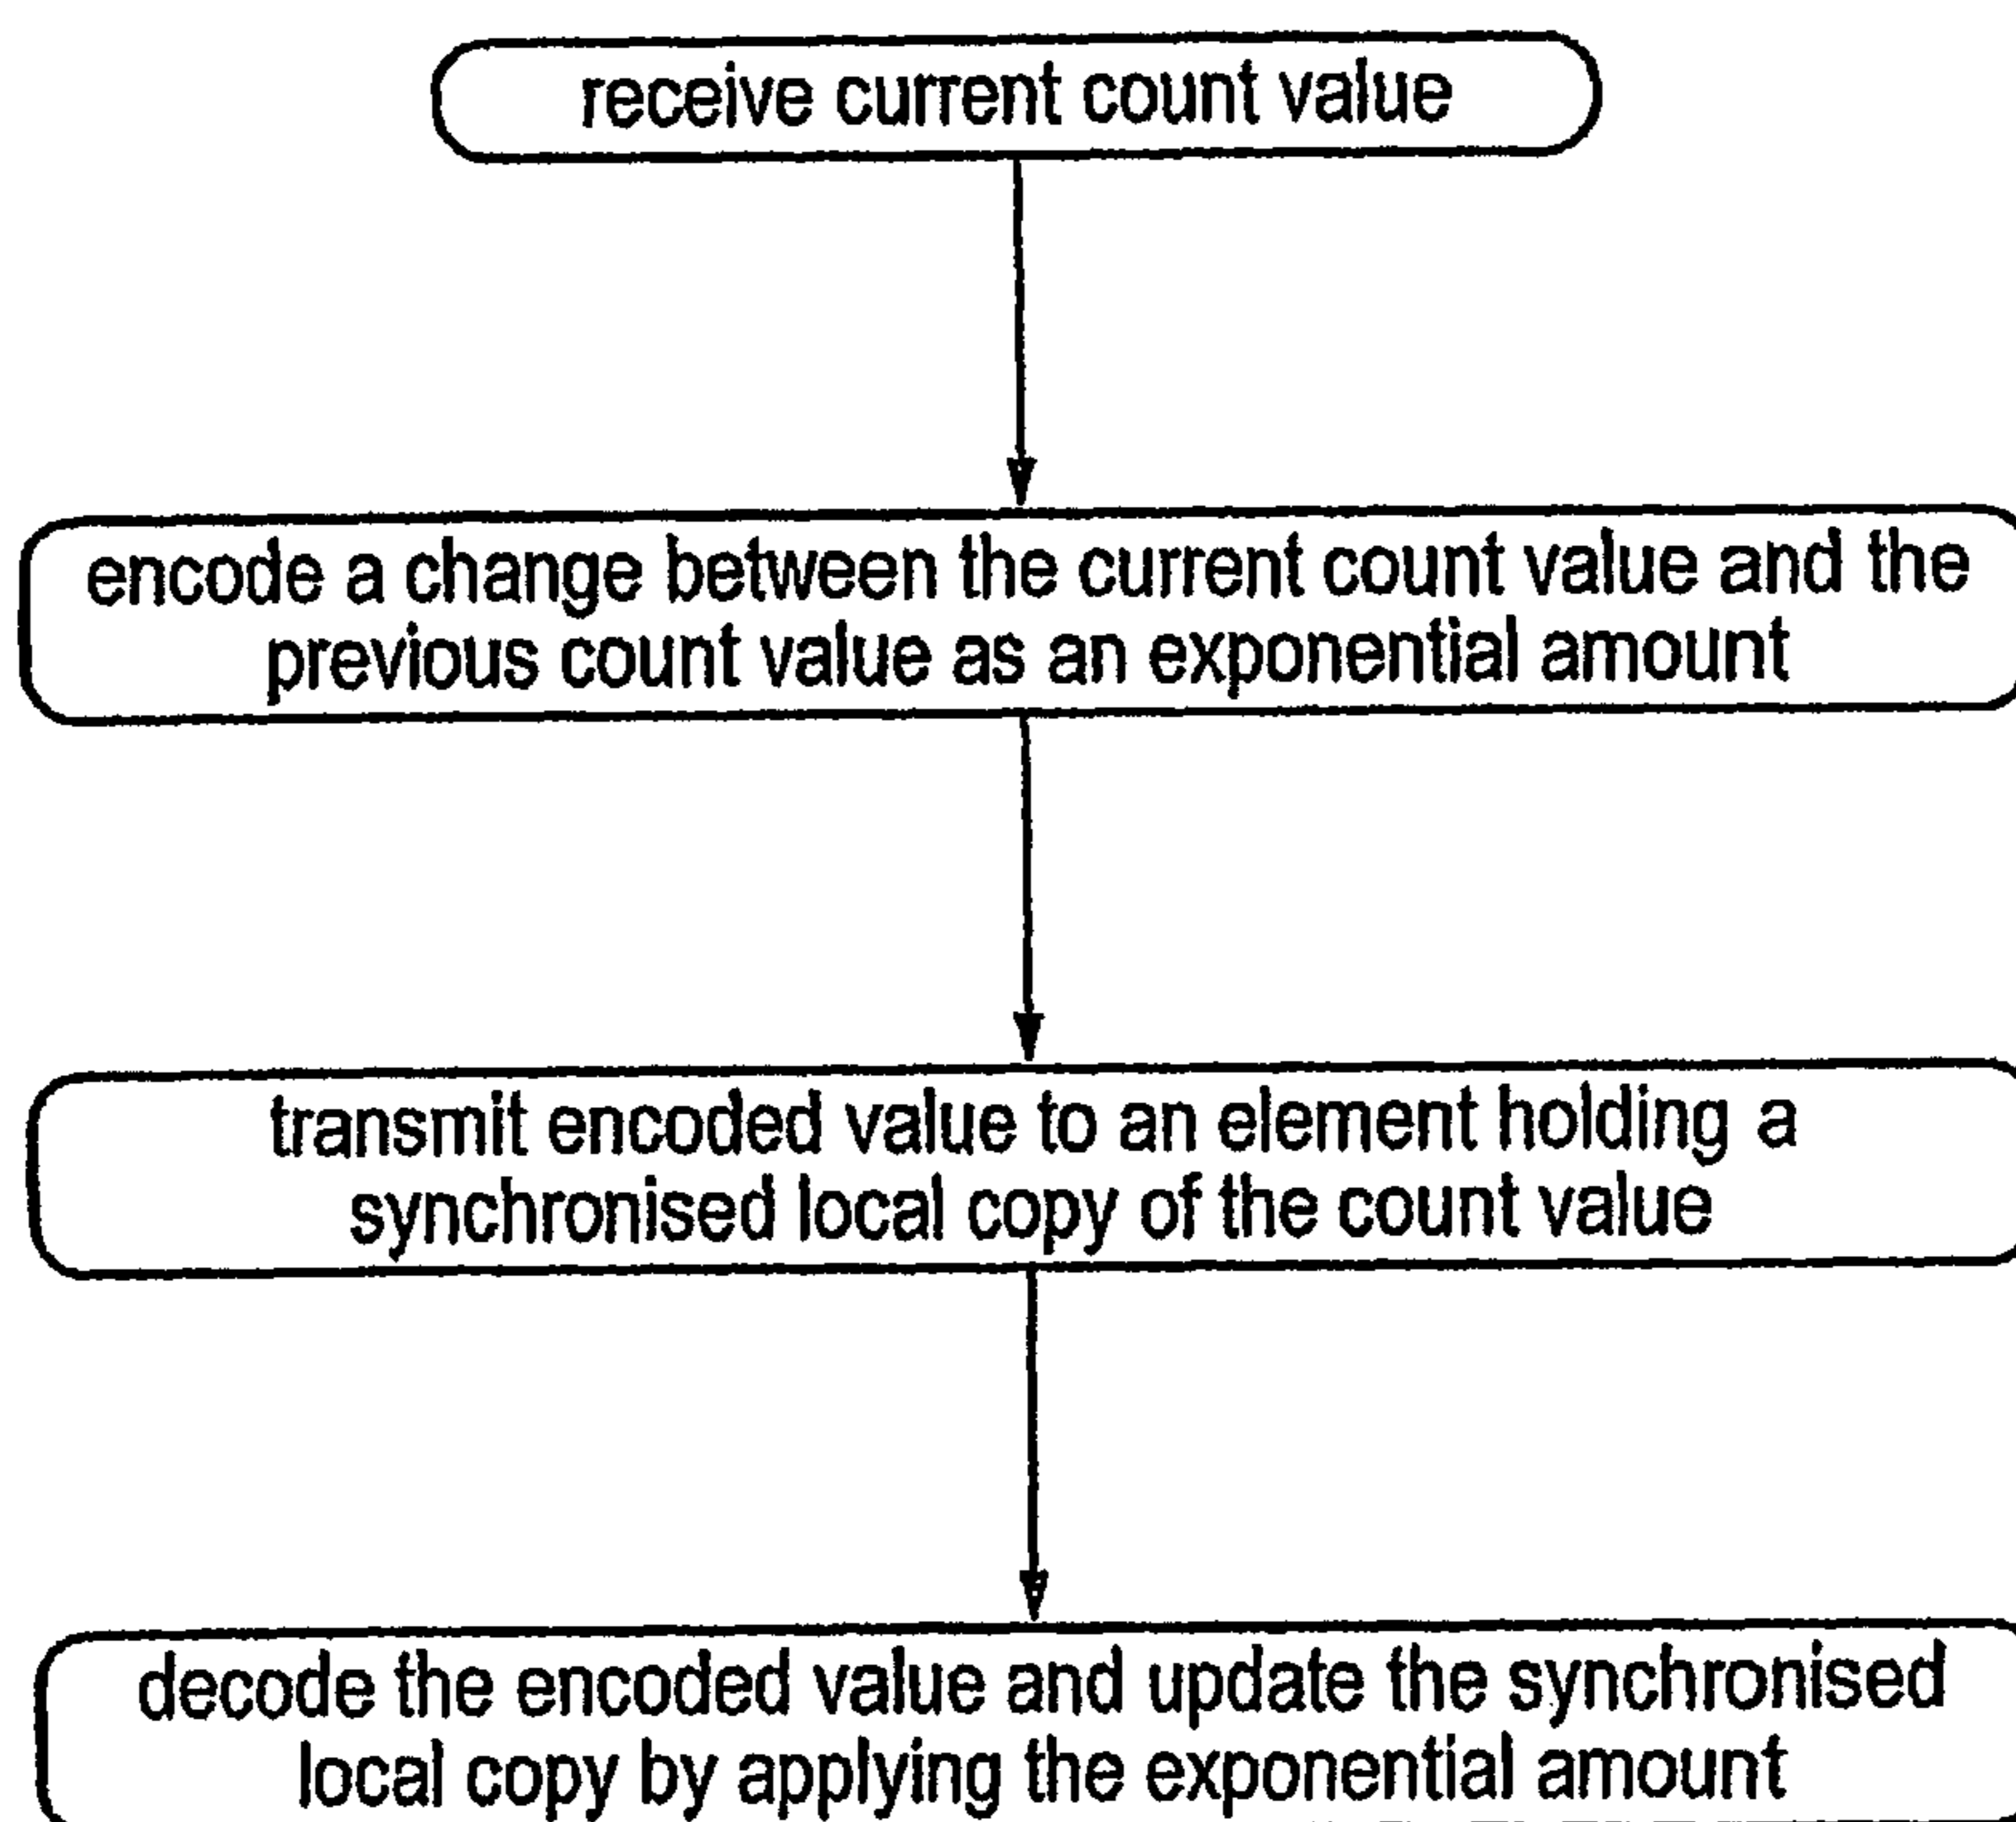 receive current count value
encode a change between the current count value and the
previous count value as an exponential amount
transmit encoded value to an element holding a
synchronised local copy of the count value
decode the encoded value and update the synchronised
local copy by applying the exponential amount